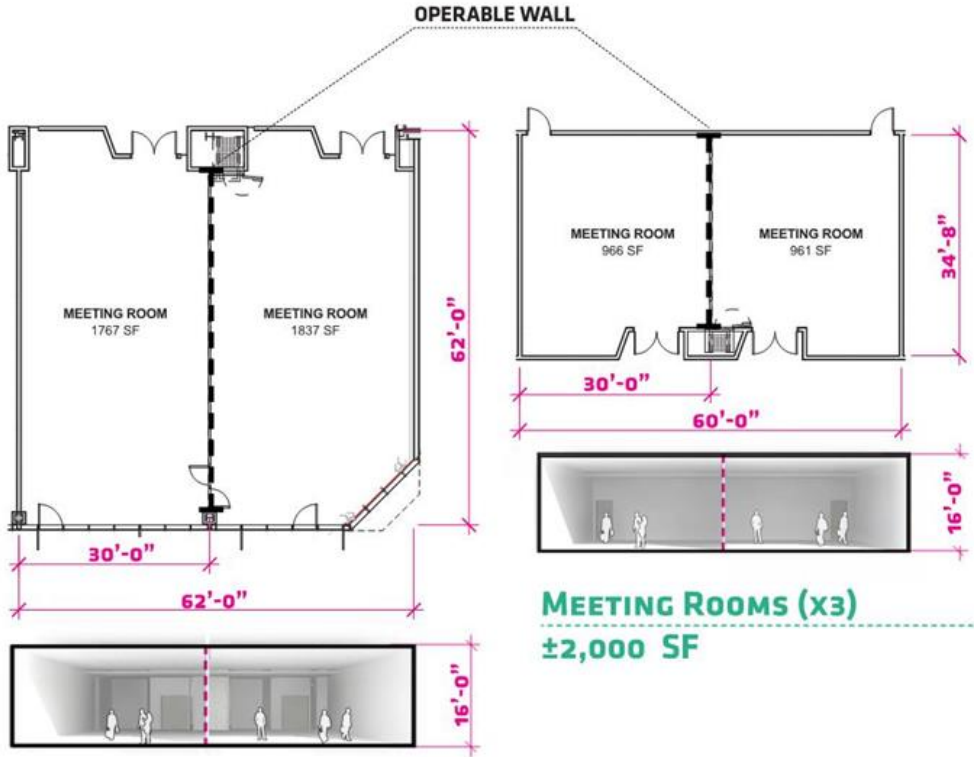 OPERABLE WALL
MEETING ROOM
1767 SF
MEETING ROOM
1837 SF
62'-0"
30'-0"
62'-0"
16'-0"
MEETING ROOM
966 SF
MEETING ROOM
961 SF
34'-8"
30'-0"
60'-0"
16'-0"
MEETING ROOMS (X3)
±2,000 SF